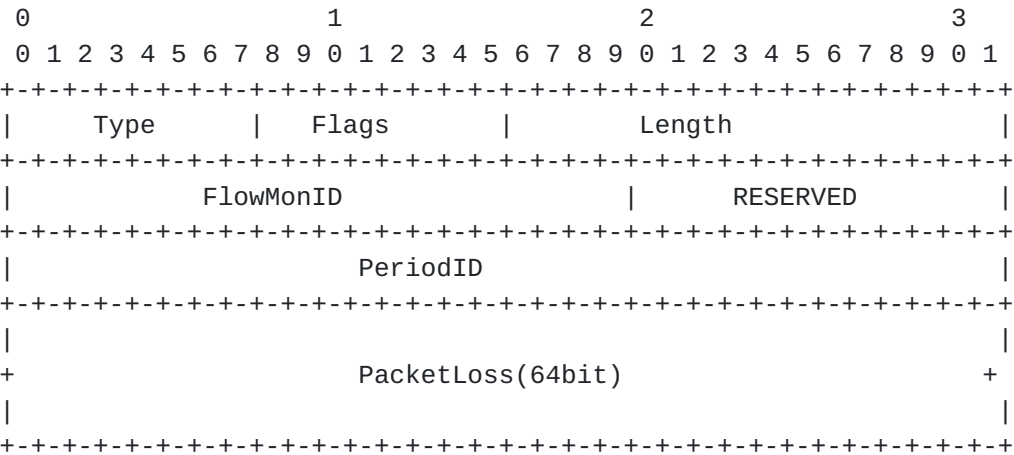 0                   1                   2                   3
 0 1 2 3 4 5 6 7 8 9 0 1 2 3 4 5 6 7 8 9 0 1 2 3 4 5 6 7 8 9 0 1
+-+-+-+-+-+-+-+-+-+-+-+-+-+-+-+-+-+-+-+-+-+-+-+-+-+-+-+-+-+-+-+-+
|     Type      |   Flags       |        Length                 |
+-+-+-+-+-+-+-+-+-+-+-+-+-+-+-+-+-+-+-+-+-+-+-+-+-+-+-+-+-+-+-+-+
|            FlowMonID                  |      RESERVED         |
+-+-+-+-+-+-+-+-+-+-+-+-+-+-+-+-+-+-+-+-+-+-+-+-+-+-+-+-+-+-+-+-+
|                      PeriodID                                 |
+-+-+-+-+-+-+-+-+-+-+-+-+-+-+-+-+-+-+-+-+-+-+-+-+-+-+-+-+-+-+-+-+
|                                                               |
+                      PacketLoss(64bit)                       +
|                                                               |
+-+-+-+-+-+-+-+-+-+-+-+-+-+-+-+-+-+-+-+-+-+-+-+-+-+-+-+-+-+-+-+-+